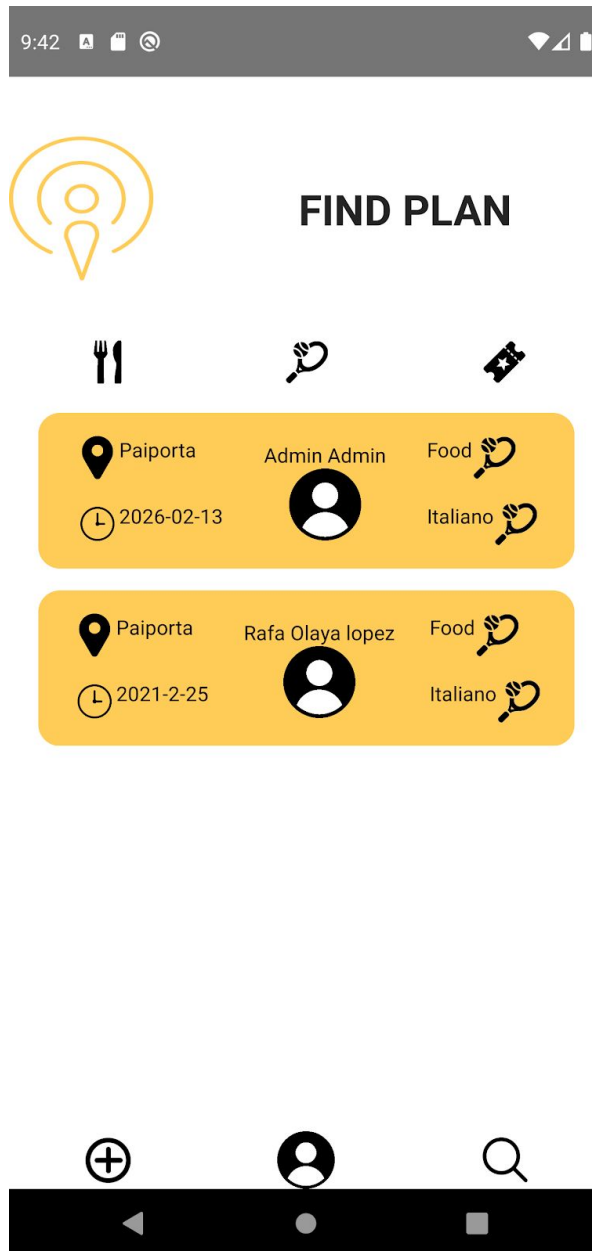 9:42
FIND PLAN
Paiporta
Admin Admin
Food
2026-02-13
Italiano
Paiporta
Rafa Olaya lopez
Food
2021-2-25
Italiano